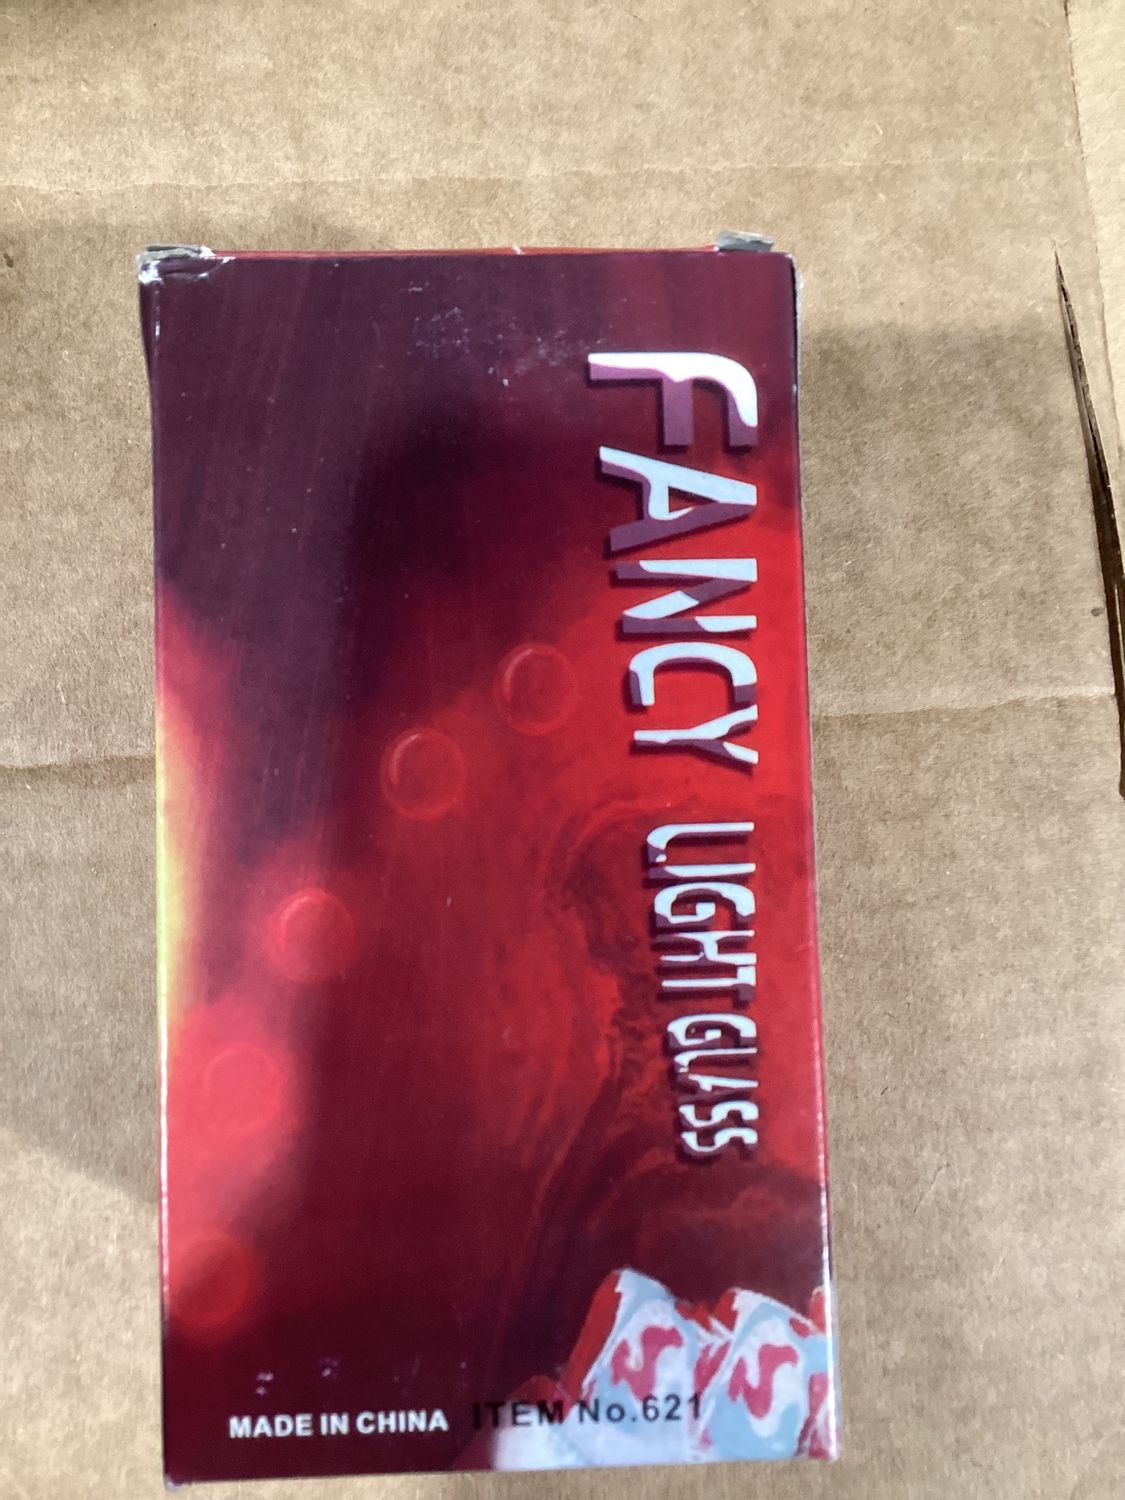 FANCY LIGHT GLASS
MADE IN CHINA
ITEM No.621